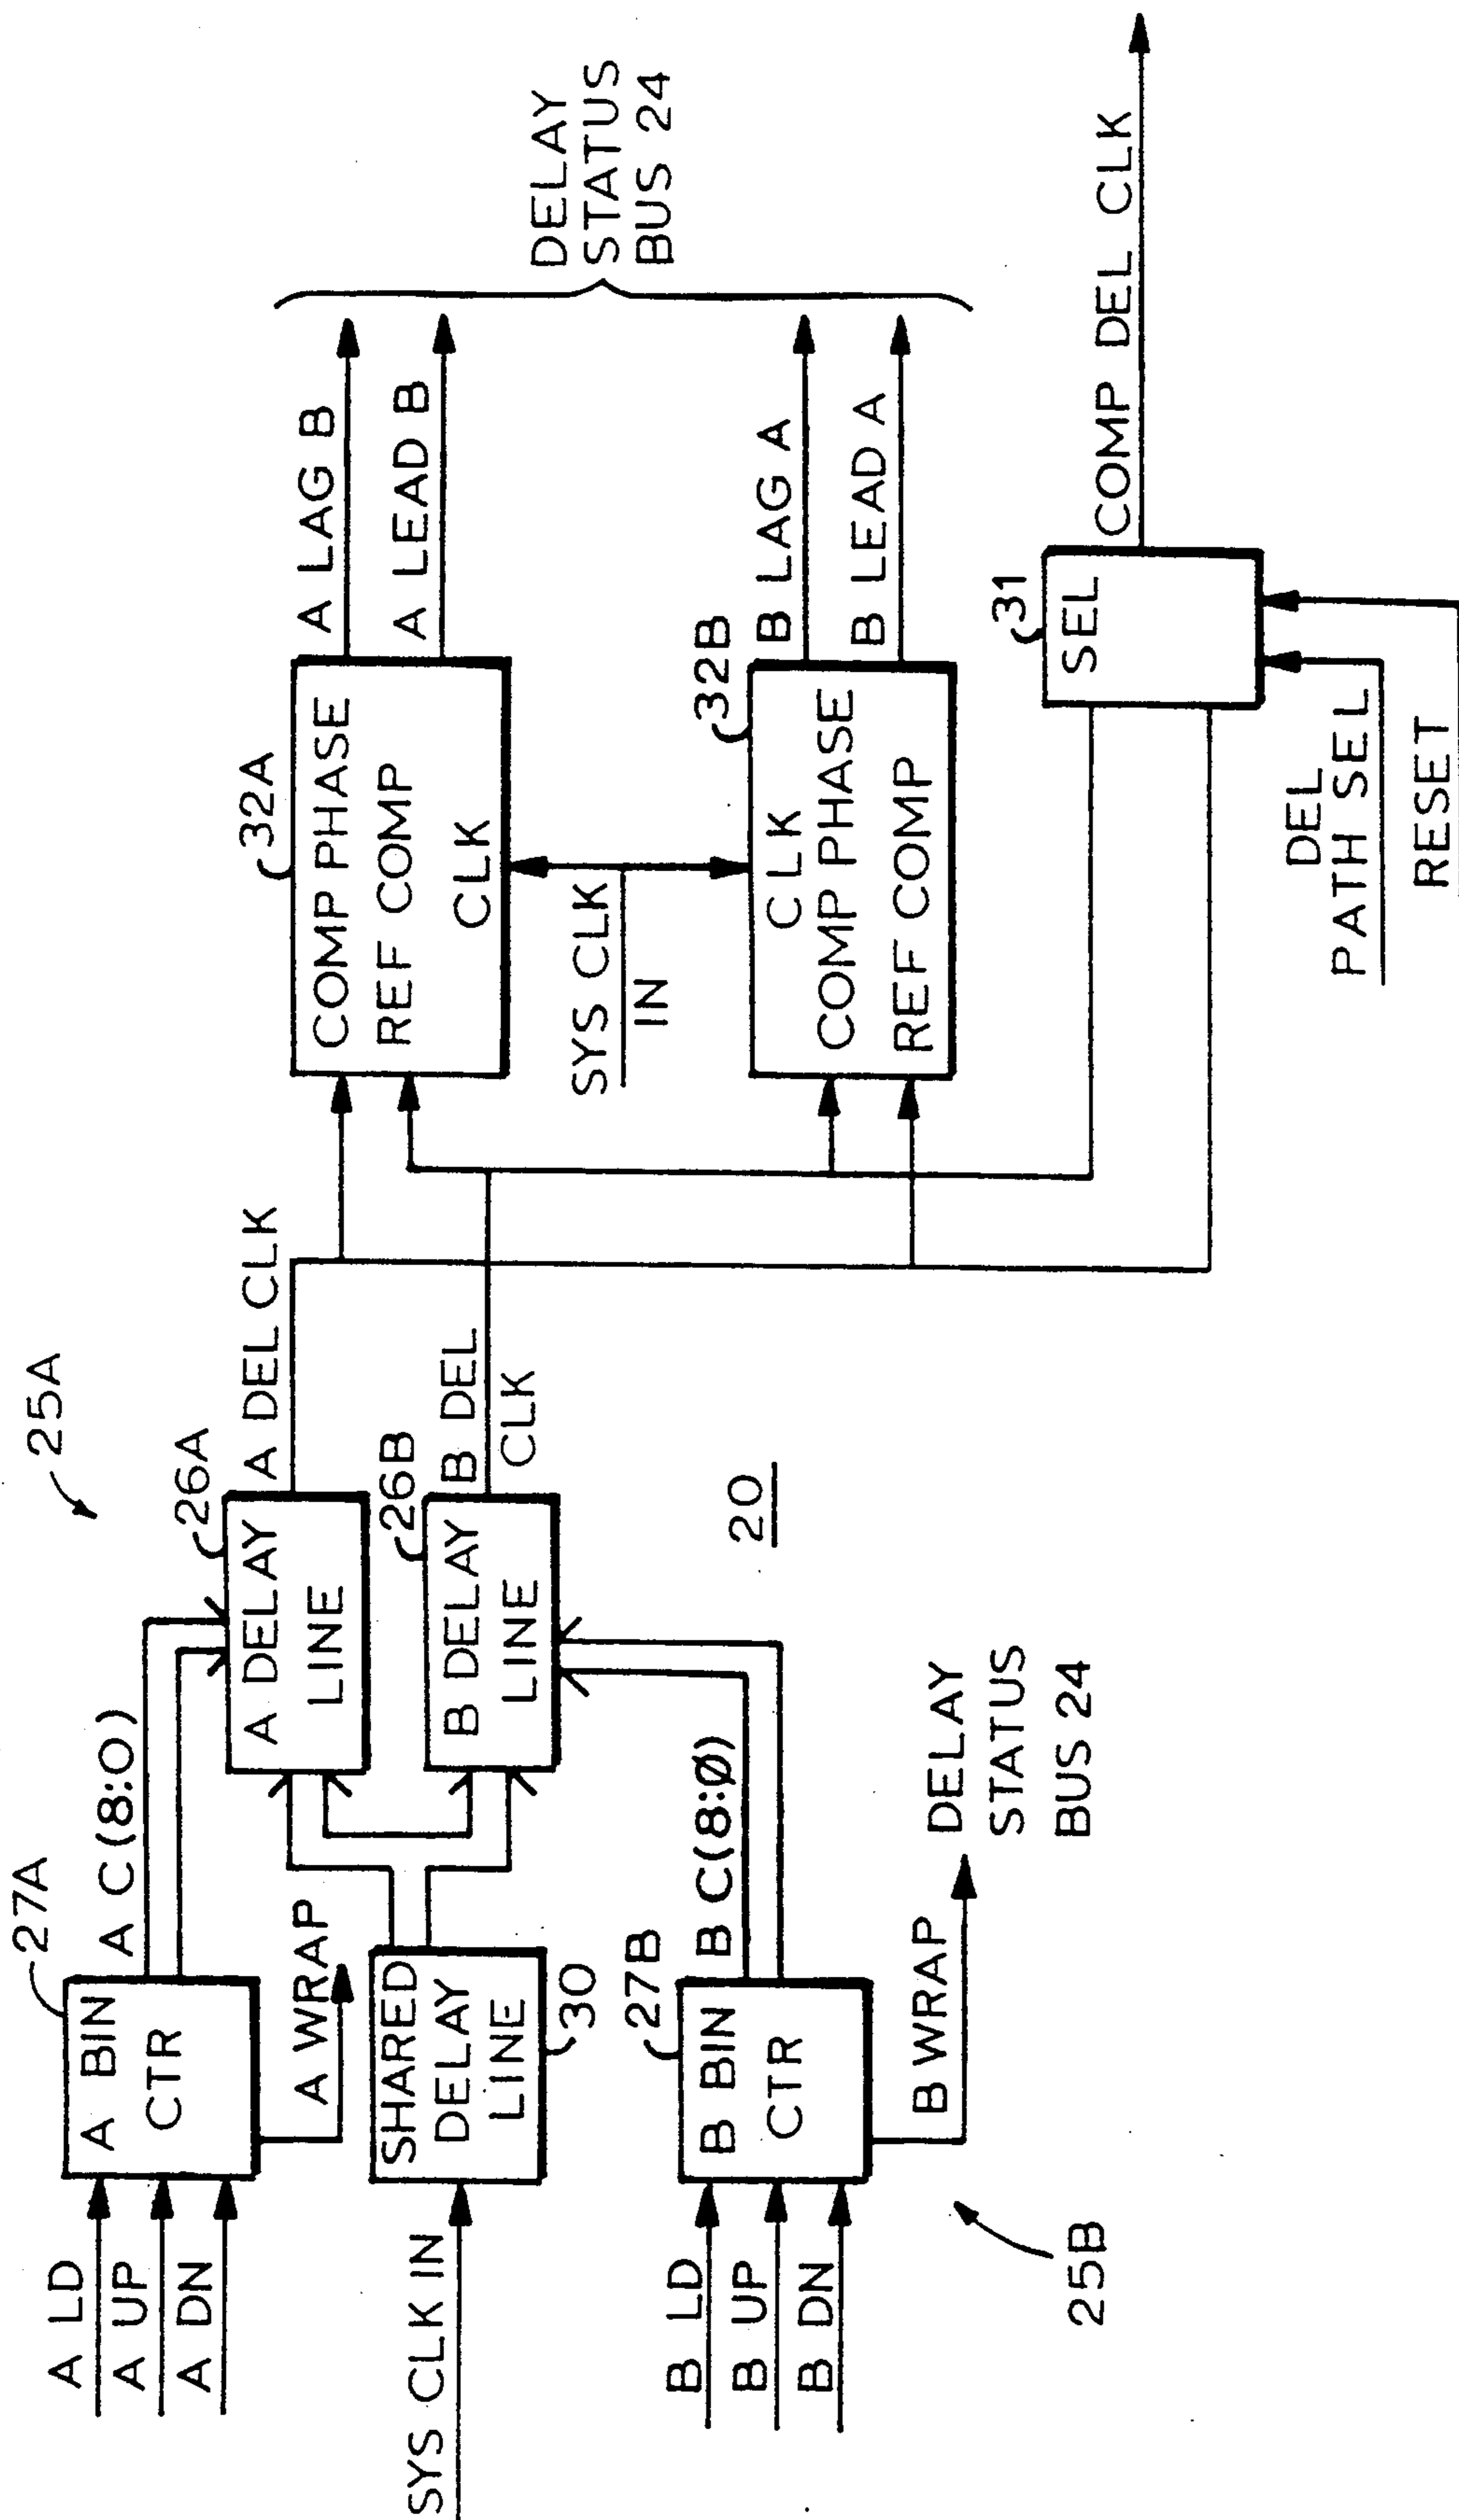 25A
27A
A LD
A UP
A DN
A BIN
CTR
A C(8:0)
A WRAP
26A
A DELAY
LINE
A DEL CLK
SYS CLK IN
SHARED
DELAY
LINE
30
26B
B DELAY
LINE
B DEL
CLK
27B
B LD
B UP
B DN
B BIN
CTR
B C(8:Ø)
B WRAP
DELAY
STATUS
BUS 24
25B
20
32A
COMP PHASE
REF COMP
CLK
A LAG B
A LEAD B
SYS CLK
IN
32B
CLK
COMP PHASE
REF COMP
B LAG A
B LEAD A
DELAY
STATUS
BUS 24
31
SEL
COMP DEL CLK
DEL
PATH SEL
RESET